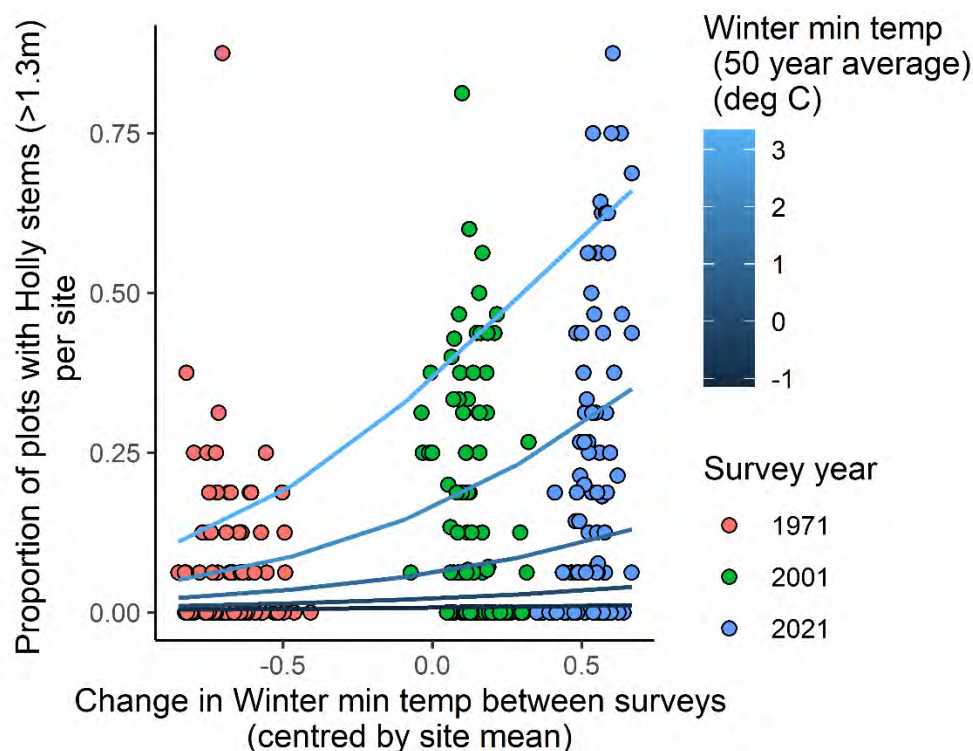 Proportion of plots with Holly stems (>1.3m)
per site
0.75
0.50
0.25
0.00
-0.5
0.0
0.5
Change in Winter min temp between surveys
(centred by site mean)
Winter min temp
(50 year average)
(deg C)
3
2
1
0
-1
Survey year
1971
2001
2021